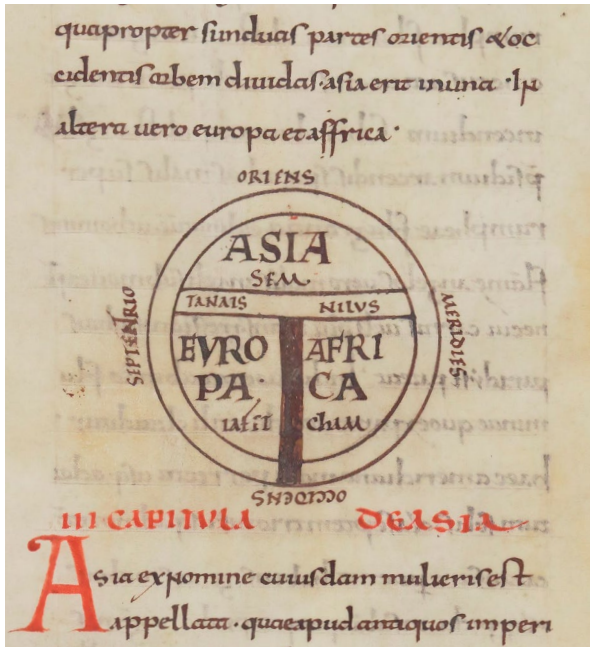 quapropter si in duas partes orientis & oc
cidentis orbem diuidas· asia erit in una · In
altera uero europa et affrica·
ORIENS
ASIA
SEM
TANAIS NILUS
SEPTENTRIO
MERIDIES
EVRO AFRI
PA· CA
iafet cham
OCCIDENS
III CAPITULA DE ASIA
Asia ex nomine cuiusdam mulieris est
appellata · quae apud antiquos imperi